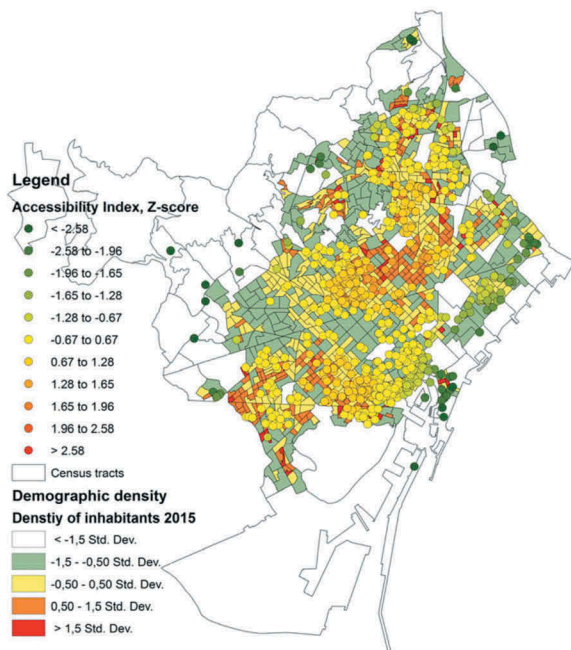 Legend
Accessibility Index, Z-score
< -2.58
-2.58 to -1.96
-1.96 to -1.65
-1.65 to -1.28
-1.28 to -0.67
-0.67 to 0.67
0.67 to 1.28
1.28 to 1.65
1.65 to 1.96
1.96 to 2.58
> 2.58
Census tracts
Demographic density
Denstiy of inhabitants 2015
< -1,5 Std. Dev.
-1,5 - -0,50 Std. Dev.
-0,50 - 0,50 Std. Dev.
0,50 - 1,5 Std. Dev.
> 1,5 Std. Dev.